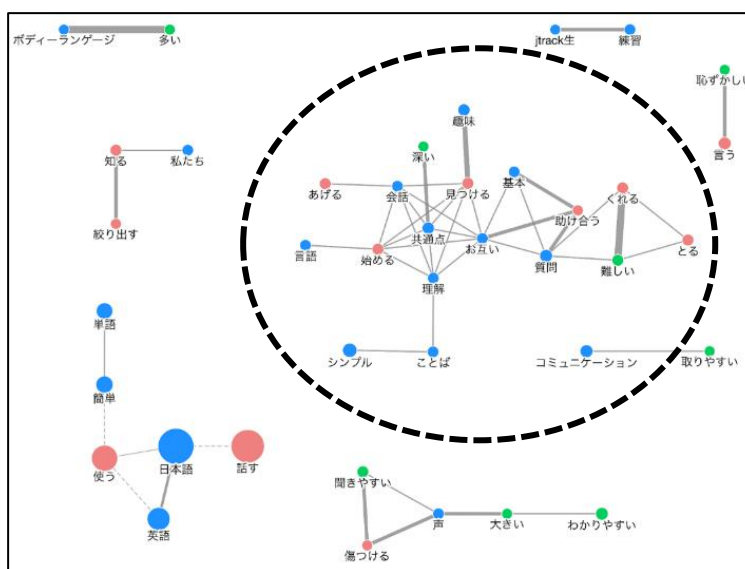 ボディーランゲージ 多い
jtrack生 練習
恥ずかしい
言う
趣味
深い
知る 私たち
基本
あげる 会話 見つける くれる
助け合う
絞り出す
共通点
お互い
とる
言語 始める 質問 難しい
理解
単語
シンプル ことば コミュニケーション 取りやすい
簡単
使う 日本語 話す
聞きやすい
英語
声 大きい わかりやすい
傷つける